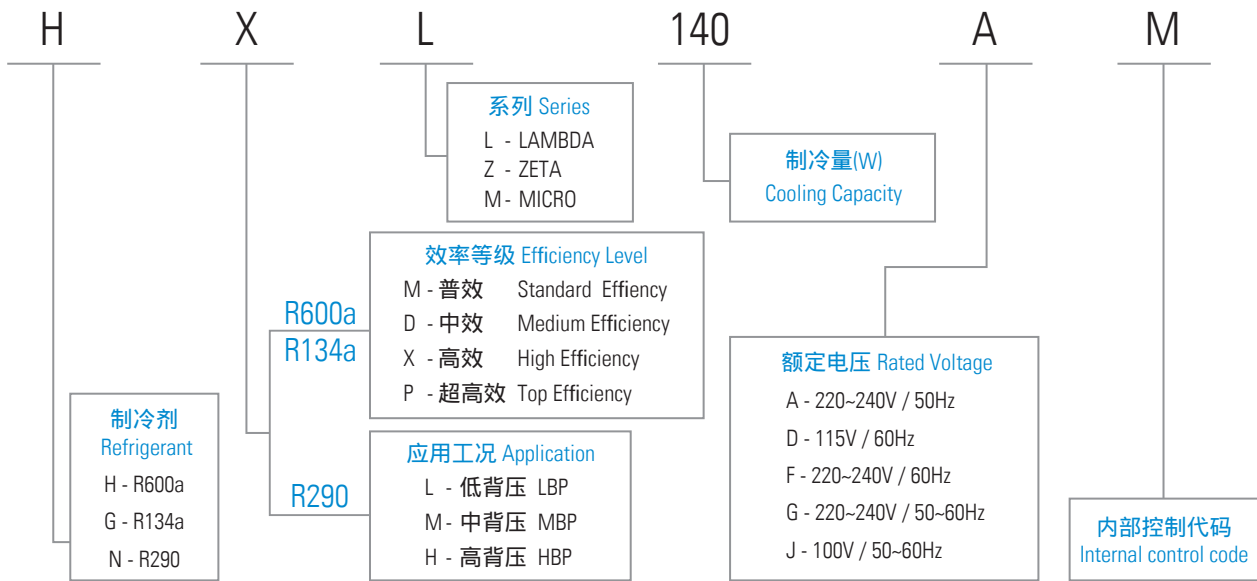 H X L 140 A M
系列 Series
L - LAMBDA
Z - ZETA
M - MICRO
制冷量(W)
Cooling Capacity
效率等级 Efficiency Level
M - 普效 Standard Effiency
D - 中效 Medium Efficiency
X - 高效 High Efficiency
P - 超高效 Top Efficiency
R600a
R134a
额定电压 Rated Voltage
A - 220~240V / 50Hz
D - 115V / 60Hz
F - 220~240V / 60Hz
G - 220~240V / 50~60Hz
J - 100V / 50~60Hz
制冷剂
Refrigerant
H - R600a
G - R134a
N - R290
R290
应用工况 Application
L - 低背压 LBP
M - 中背压 MBP
H - 高背压 HBP
内部控制代码
Internal control code